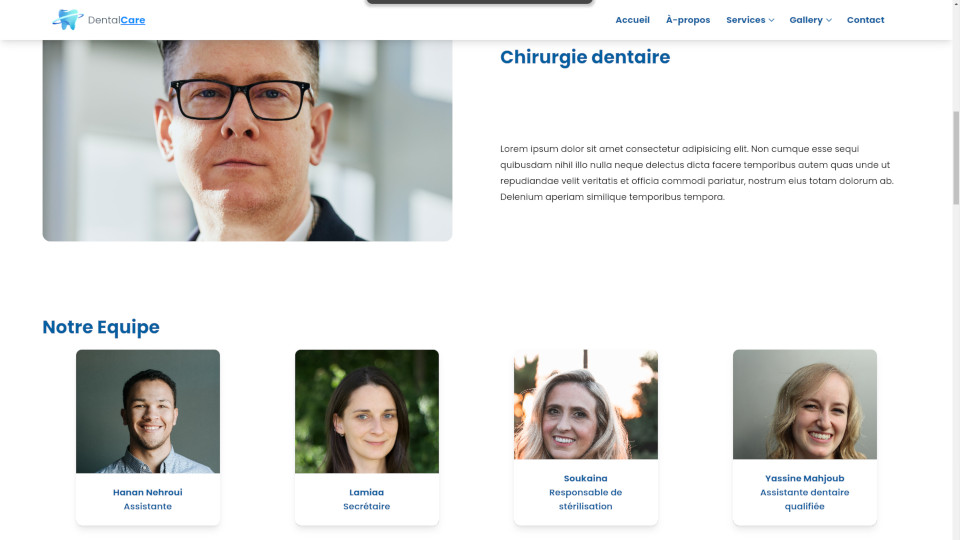 DentalCare
Accueil À-propos Services Gallery Contact
Chirurgie dentaire
Lorem ipsum dolor sit amet consectetur adipisicing elit. Non cumque esse sequi
quibusdam nihil illo nulla neque delectus dicta facere temporibus autem quas unde ut
repudiandae velit veritatis et officia commodi pariatur, nostrum eius totam dolorum ab.
Delenium aperiam similique temporibus tempora.
Notre Equipe
Hanan Nehroui
Assistante
Lamiaa
Secrétaire
Soukaina
Responsable de
stérilisation
Yassine Mahjoub
Assistante dentaire
qualifiée